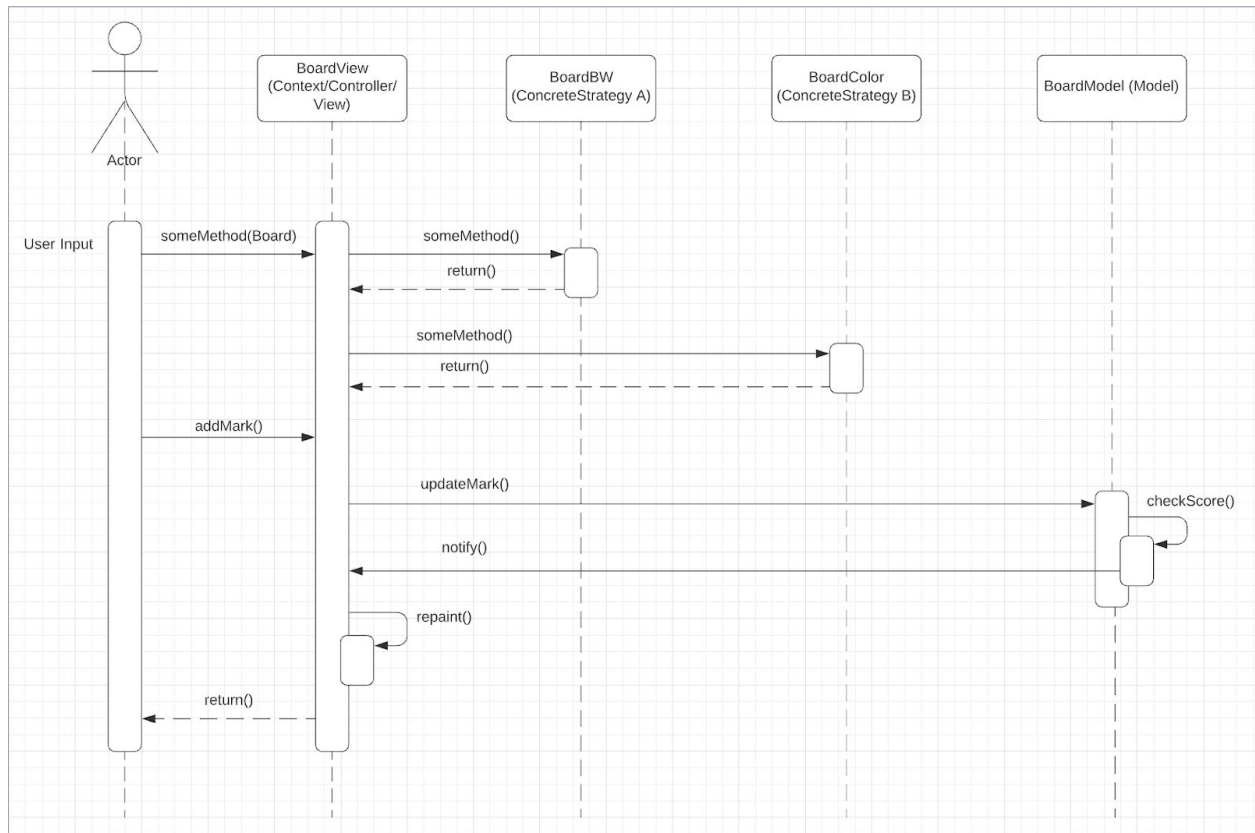 BoardView
(Context/Controller/
View)
BoardBW
(ConcreteStrategy A)
BoardColor
(ConcreteStrategy B)
BoardModel (Model)
Actor
User Input
someMethod(Board)
someMethod()
return()
someMethod()
return()
addMark()
updateMark()
checkScore()
notify()
repaint()
return()